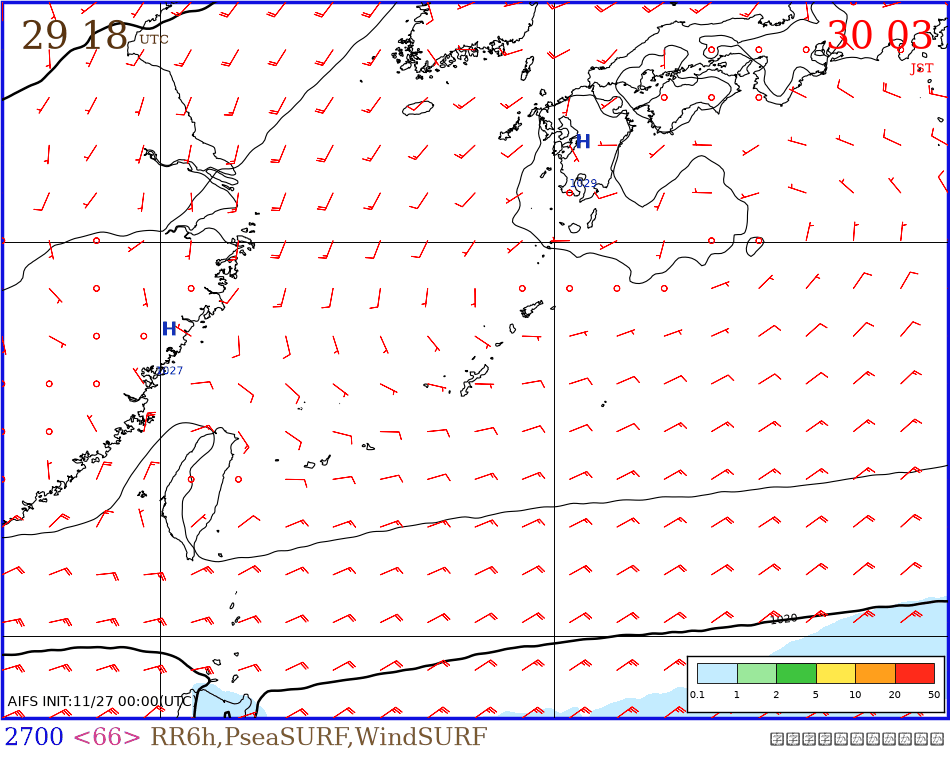 29 18 UTC
30 03
JST
H
1029
H
1027
1020
0.1 1 2 5 10 20 50
AIFS INIT:11/27 00:00(UTC)
2700 <66> RR6h,PseaSURF,WindSURF